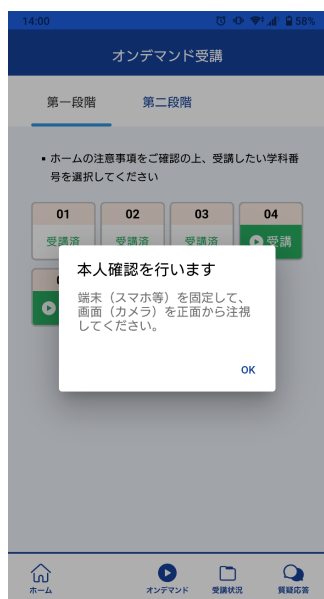 14:00
58%
オンデマンド受講
第一段階
第二段階
▪ ホームの注意事項をご確認の上、受講したい学科番
号を選択してください
01
02
03
04
受講済
受講済
受講済
受講
本人確認を行います
端末（スマホ等）を固定して、
画面（カメラ）を正面から注視
してください。
OK
ホーム
オンデマンド
受講状況
質疑応答